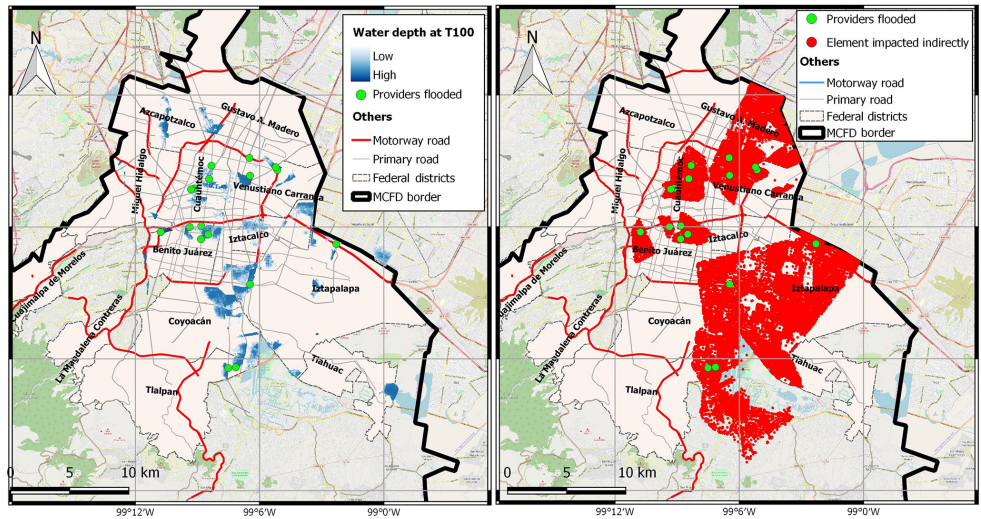 Water depth at T100
Low
High
Providers flooded
Others
Motorway road
Primary road
Federal districts
MCFD border
N
Azcapotzalco
Gustavo A. Madero
Miguel Hidalgo
Cuauhtémoc
Venustiano Carranza
Iztacalco
Benito Juárez
Iztapalapa
Cuajimalpa de Morelos
La Magdalena Contreras
Coyoacán
Tlahuac
Tlalpan
0 5 10 km
99°12'W 99°6'W 99°0'W
Providers flooded
Element impacted indirectly
Others
Motorway road
Primary road
Federal districts
MCFD border
N
Azcapotzalco
Gustavo A. Madero
Miguel Hidalgo
Cuauhtémoc
Venustiano Carranza
Iztacalco
Benito Juárez
Iztapalapa
Cuajimalpa de Morelos
La Magdalena Contreras
Coyoacán
Tlahuac
Tlalpan
0 5 10 km
99°12'W 99°6'W 99°0'W